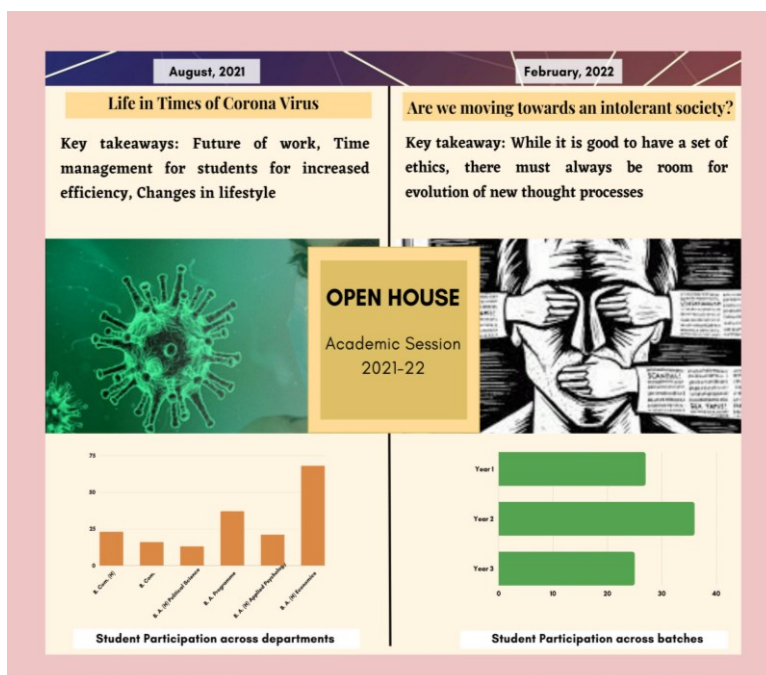 August, 2021
Life in Times of Corona Virus
Key takeaways: Future of work, Time
management for students for increased
efficiency, Changes in lifestyle
February, 2022
Are we moving towards an intolerant society?
Key takeaway: While it is good to have a set of
ethics, there must always be room for
evolution of new thought processes
OPEN HOUSE
Academic Session
2021-22
SCANDAL!
SEX TAPES!
75
50
25
0
B. Com. (H)
B. Com.
B. A. (H) Political Science
B. A. Programme
B. A. (H) Applied Psychology
B. A. (H) Economics
Student Participation across departments
Year 1
Year 2
Year 3
0
10
20
30
40
Student Participation across batches